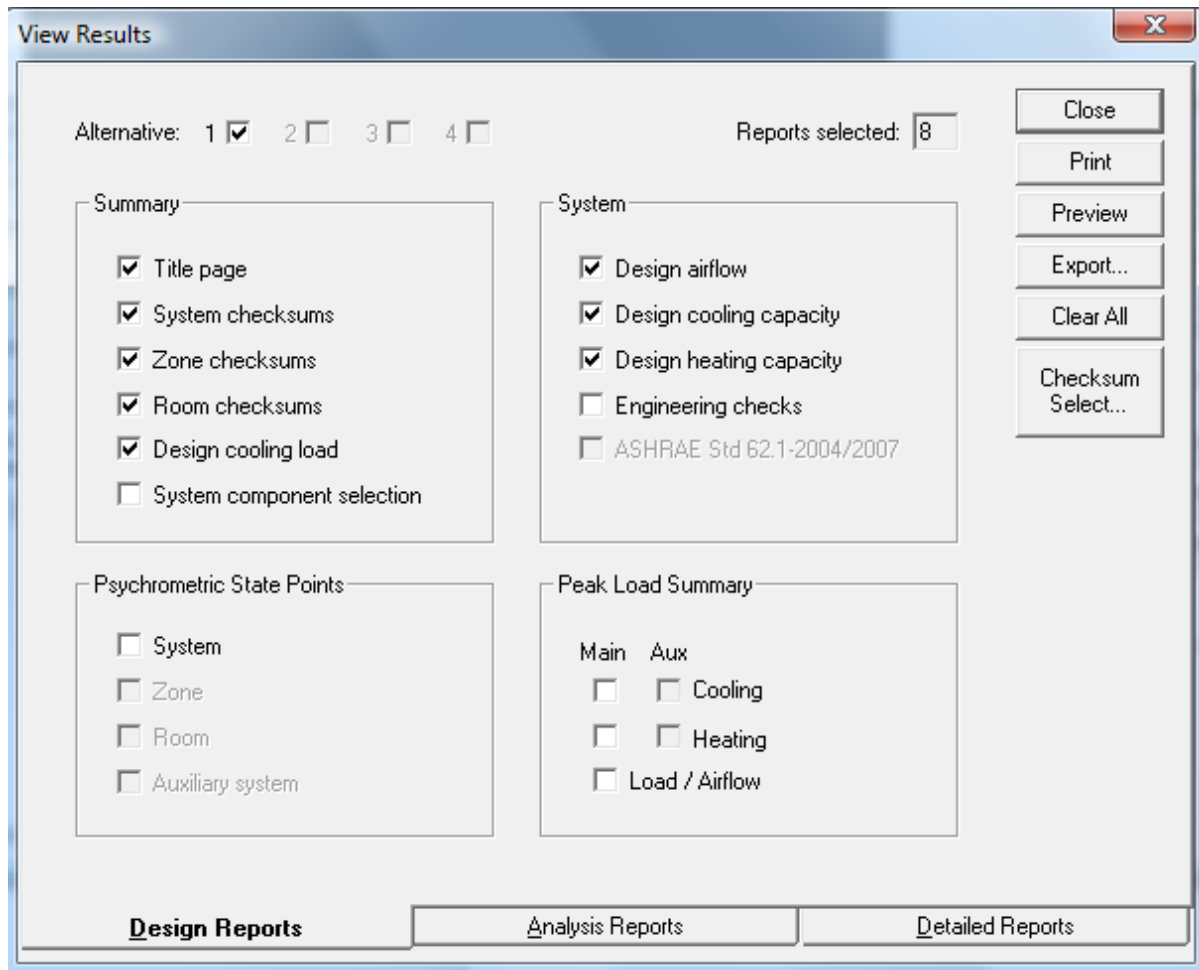 View Results
Alternative: 1 2 3 4
Reports selected: 8
Close
Print
Preview
Export...
Clear All
Checksum
Select...
Summary
Title page
System checksums
Zone checksums
Room checksums
Design cooling load
System component selection
System
Design airflow
Design cooling capacity
Design heating capacity
Engineering checks
ASHRAE Std 62.1-2004/2007
Psychrometric State Points
System
Zone
Room
Auxiliary system
Peak Load Summary
Main Aux
Cooling
Heating
Load / Airflow
Design Reports
Analysis Reports
Detailed Reports